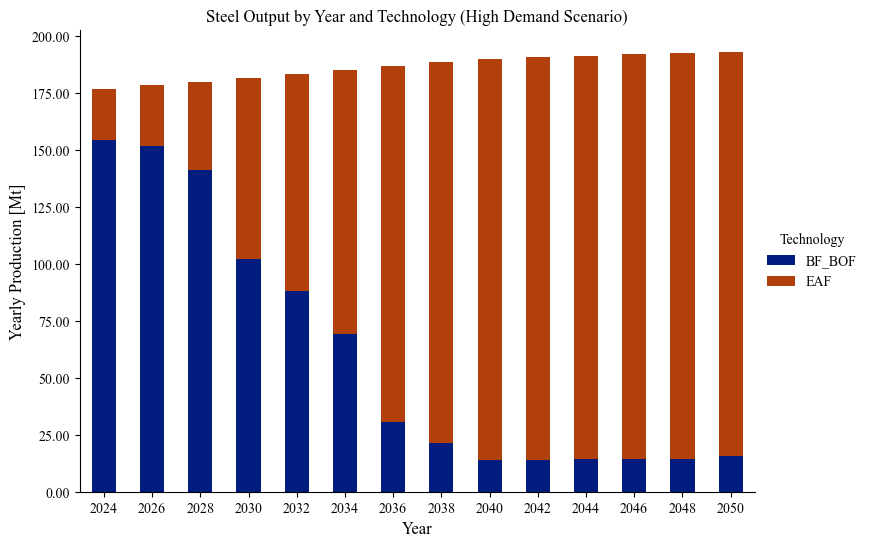 Steel Output by Year and Technology (High Demand Scenario)
Yearly Production [Mt]
200.00
175.00
150.00
125.00
100.00
75.00
50.00
25.00
0.00
2024 2026 2028 2030 2032 2034 2036 2038 2040 2042 2044 2046 2048 2050
Year
Technology
BF_BOF
EAF